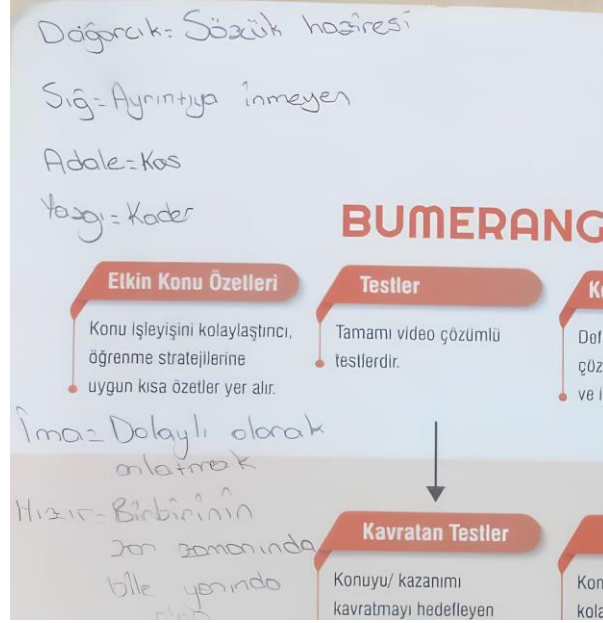 Dağarcık= Sözcük haziresi
Sığ= Ayrıntıya inmeyen
Adale= Kas
Yazgı= Kader
BUMERANG
Etkin Konu Özetleri
Konu işleyişini kolaylaştırıcı,
öğrenme stratejilerine
uygun kısa özetler yer alır.
Testler
Tamamı video çözümlü
testlerdir.
İma= Dolaylı olarak
anlatmak
Hızır= Birbirinin
zor zamanında
bile yanında
Kavratan Testler
Konuyu/ kazanımı
kavratmayı hedefleyen